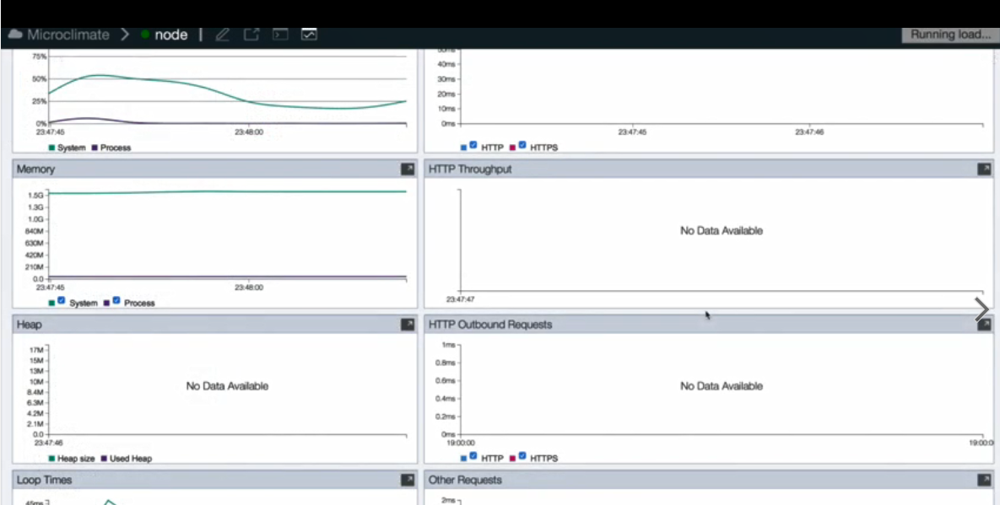 Microclimate > node |
Running load...
75%
50%
25%
0%
23:47:45 23:48:00
System Process
50ms
40ms
30ms
20ms
10ms
0ms
23:47:45 23:47:46
HTTP HTTPS
Memory
1.5G
1.3G
1.0G
840M
630M
420M
210M
0.0
23:47:45 23:48:00
System Process
HTTP Throughput
No Data Available
23:47:47
Heap
17M
15M
13M
10M
8.4M
6.3M
4.2M
2.1M
0.0
No Data Available
23:47:46
Heap size Used Heap
HTTP Outbound Requests
1ms
0.8ms
0.6ms
0.4ms
0.2ms
0ms
No Data Available
19:00:00 19:00:0
HTTP HTTPS
Loop Times
45ms
Other Requests
2ms